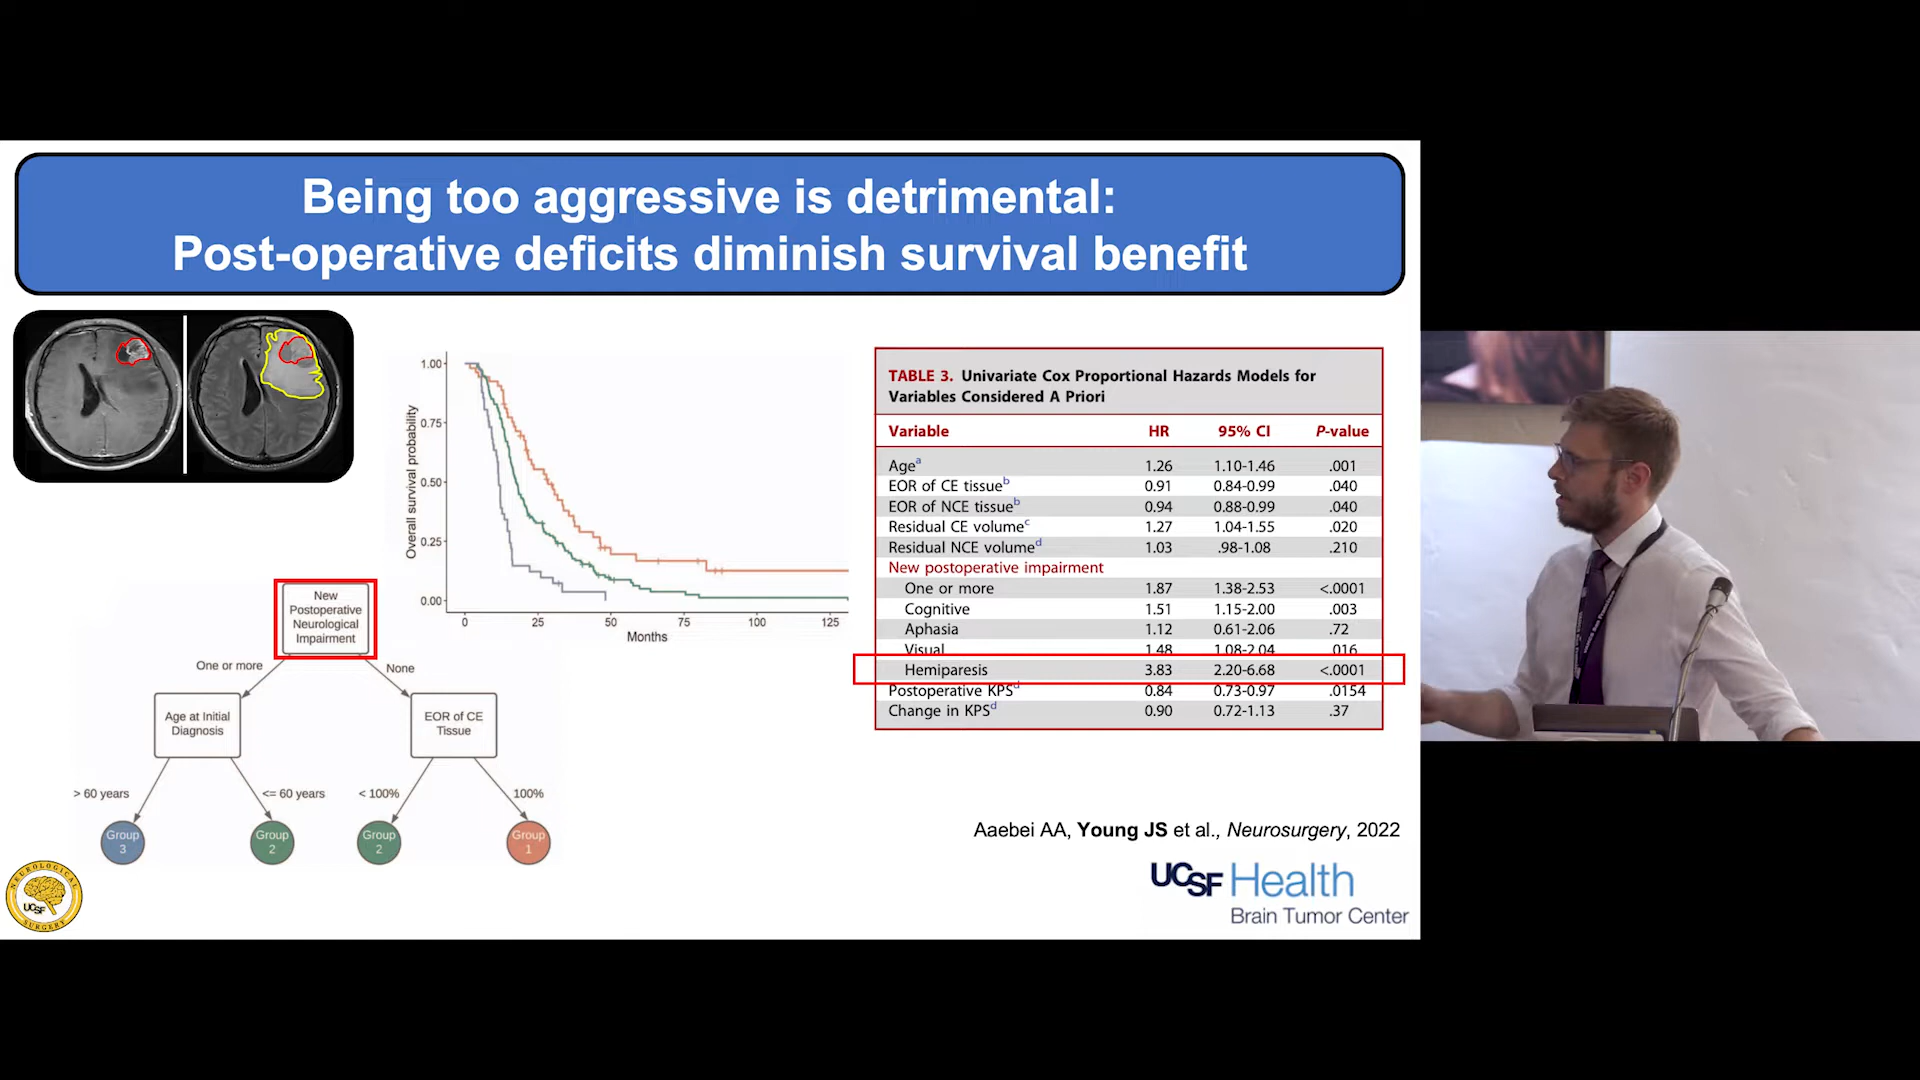 Being too aggressive is detrimental:
Post-operative deficits diminish survival benefit
Overall survival probability
1.00
0.75
0.50
0.25
0.00
0
25
50
75
100
125
Months
New
Postoperative
Neurological
Impairment
One or more
None
Age at Initial
Diagnosis
EOR of CE
Tissue
> 60 years
<= 60 years
< 100%
100%
Group
3
Group
2
Group
2
Group
1
TABLE 3. Univariate Cox Proportional Hazards Models for
Variables Considered A Priori
Variable HR 95% CI P-value
Age^a 1.26 1.10-1.46 .001
EOR of CE tissue^b 0.91 0.84-0.99 .040
EOR of NCE tissue^b 0.94 0.88-0.99 .040
Residual CE volume^c 1.27 1.04-1.55 .020
Residual NCE volume^d 1.03 .98-1.08 .210
New postoperative impairment
One or more 1.87 1.38-2.53 <.0001
Cognitive 1.51 1.15-2.00 .003
Aphasia 1.12 0.61-2.06 .72
Visual 1.48 1.08-2.04 .016
Hemiparesis 3.83 2.20-6.68 <.0001
Postoperative KPS^d 0.84 0.73-0.97 .0154
Change in KPS^d 0.90 0.72-1.13 .37
Aaebei AA, Young JS et al., Neurosurgery, 2022
UCSF Health
Brain Tumor Center
NEUROLOGICAL
UCSF
SURGERY